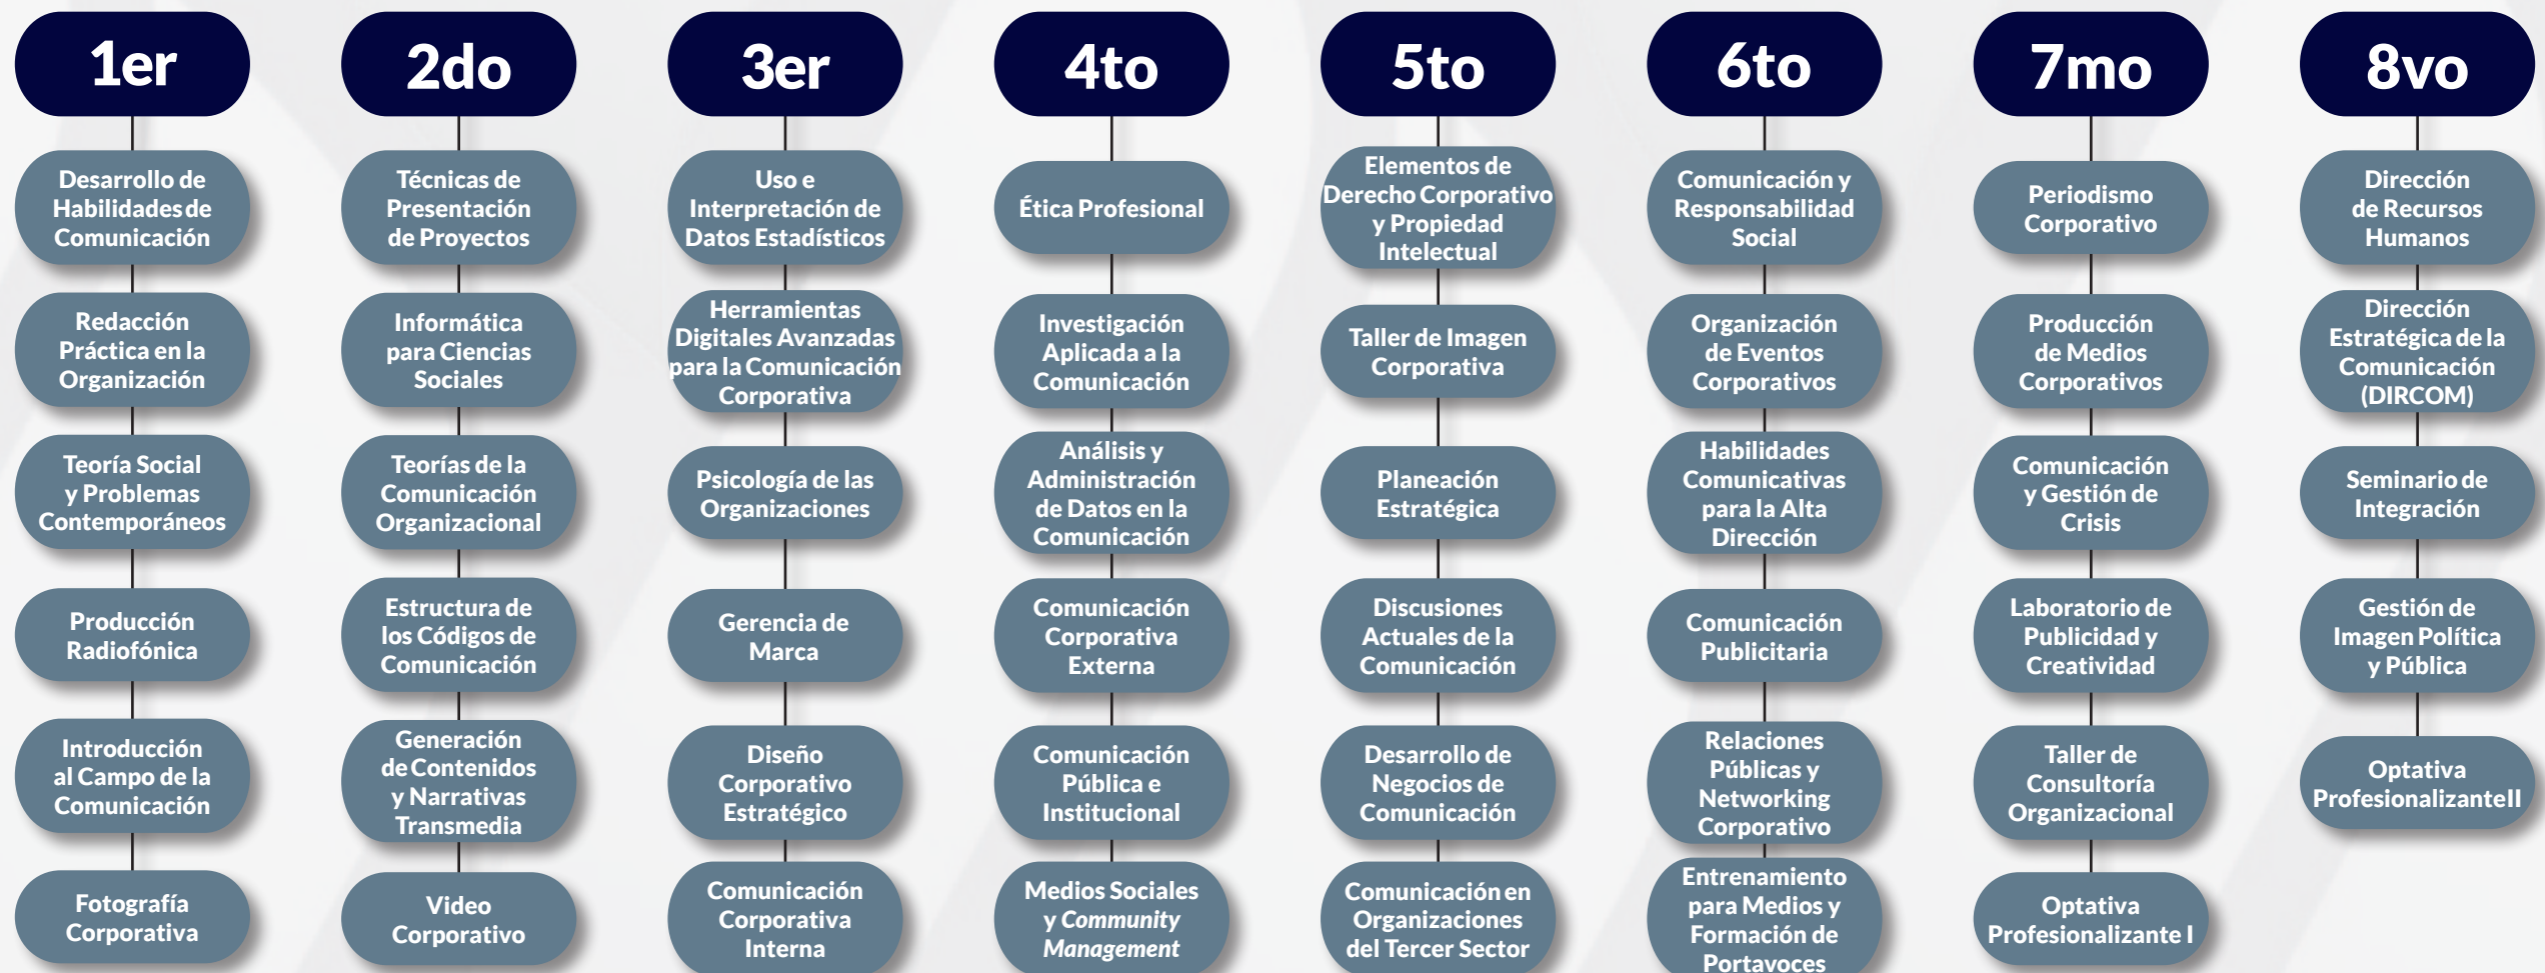 1er
Desarrollo de
Habilidades de
Comunicación
Redacción
Práctica en la
Organización
Teoría Social
y Problemas
Contemporáneos
Producción
Radiofónica
Introducción
al Campo de la
Comunicación
Fotografía
Corporativa
2do
Técnicas de
Presentación
de Proyectos
Informática
para Ciencias
Sociales
Teorías de la
Comunicación
Organizacional
Estructura de
los Códigos de
Comunicación
Generación
de Contenidos
y Narrativas
Transmedia
Video
Corporativo
3er
Uso e
Interpretación de
Datos Estadísticos
Herramientas
Digitales Avanzadas
para la Comunicación
Corporativa
Psicología de las
Organizaciones
Gerencia de
Marca
Diseño
Corporativo
Estratégico
Comunicación
Corporativa
Interna
4to
Ética Profesional
Investigación
Aplicada a la
Comunicación
Análisis y
Administración
de Datos en la
Comunicación
Comunicación
Corporativa
Externa
Comunicación
Pública e
Institucional
Medios Sociales
y Community
Management
5to
Elementos de
Derecho Corporativo
y Propiedad
Intelectual
Taller de Imagen
Corporativa
Planeación
Estratégica
Discusiones
Actuales de la
Comunicación
Desarrollo de
Negocios de
Comunicación
Comunicación en
Organizaciones
del Tercer Sector
6to
Comunicación y
Responsabilidad
Social
Organización
de Eventos
Corporativos
Habilidades
Comunicativas
para la Alta
Dirección
Comunicación
Publicitaria
Relaciones
Públicas y
Networking
Corporativo
Entrenamiento
para Medios y
Formación de
Portavoces
7mo
Periodismo
Corporativo
Producción
de Medios
Corporativos
Comunicación
y Gestión de
Crisis
Laboratorio de
Publicidad y
Creatividad
Taller de
Consultoría
Organizacional
Optativa
Profesionalizante I
8vo
Dirección
de Recursos
Humanos
Dirección
Estratégica de la
Comunicación
(DIRCOM)
Seminario de
Integración
Gestión de
Imagen Política
y Pública
Optativa
Profesionalizante II